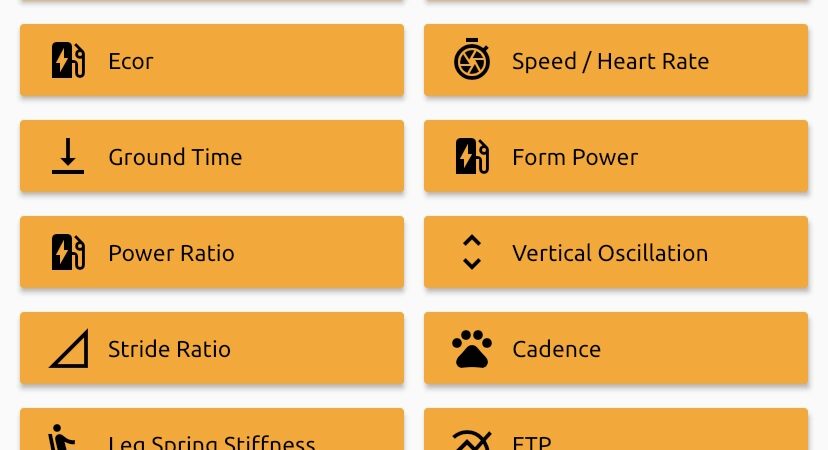 Ecor
Speed / Heart Rate
Ground Time
Form Power
Power Ratio
Vertical Oscillation
Stride Ratio
Cadence
Leg Spring Stiffness
FTP